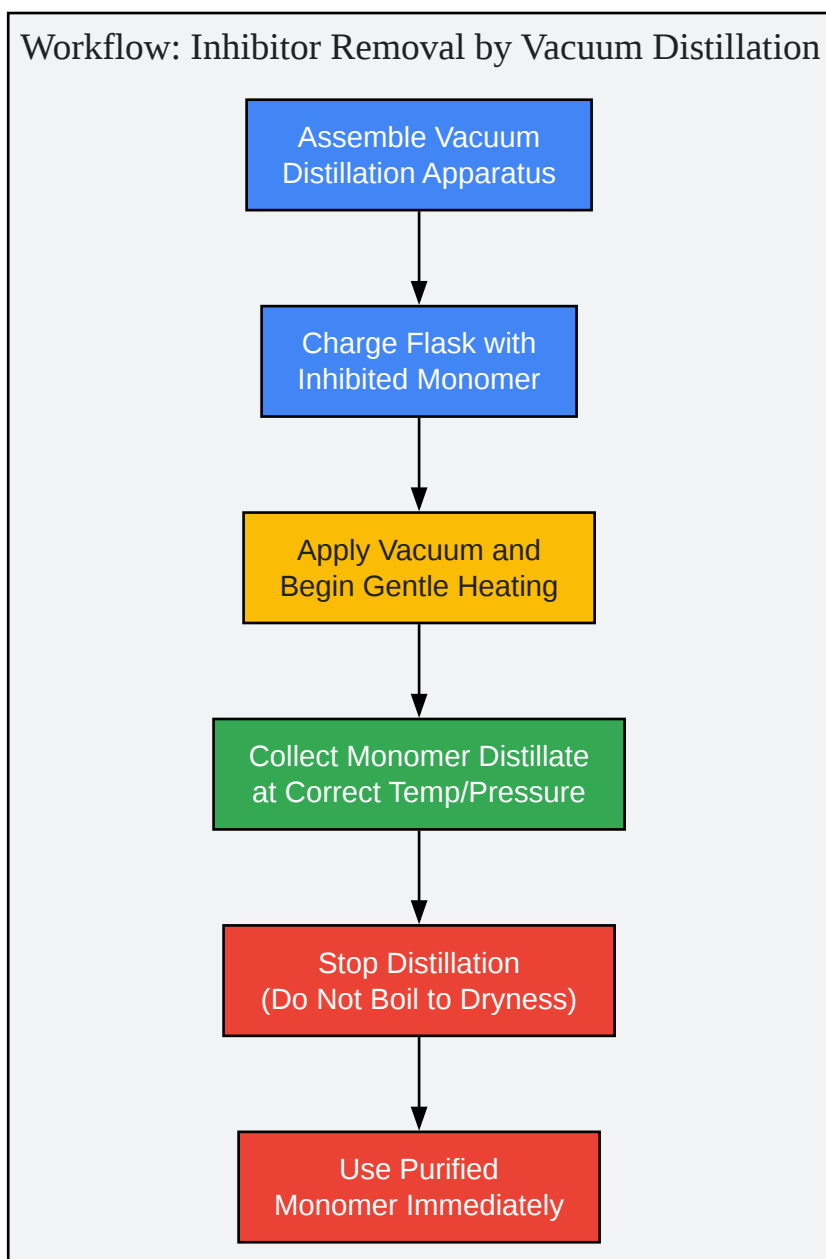 Workflow: Inhibitor Removal by Vacuum Distillation
Assemble Vacuum
Distillation Apparatus
Charge Flask with
Inhibited Monomer
Apply Vacuum and
Begin Gentle Heating
Collect Monomer Distillate
at Correct Temp/Pressure
Stop Distillation
(Do Not Boil to Dryness)
Use Purified
Monomer Immediately